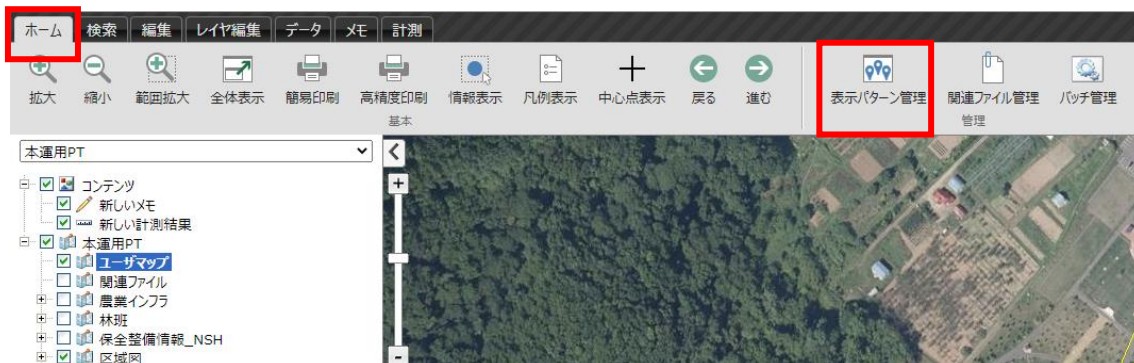 ホーム 検索 編集 レイヤ編集 データ メモ 計測
拡大 縮小 範囲拡大 全体表示 簡易印刷 高精度印刷 情報表示 凡例表示 中心点表示 戻る 進む 表示パターン管理 関連ファイル管理 バッチ管理
基本 管理
本運用PT
コンテンツ
新しいメモ
新しい計測結果
本運用PT
ユーザマップ
関連ファイル
農業インフラ
林班
保全整備情報_NSH
区域図